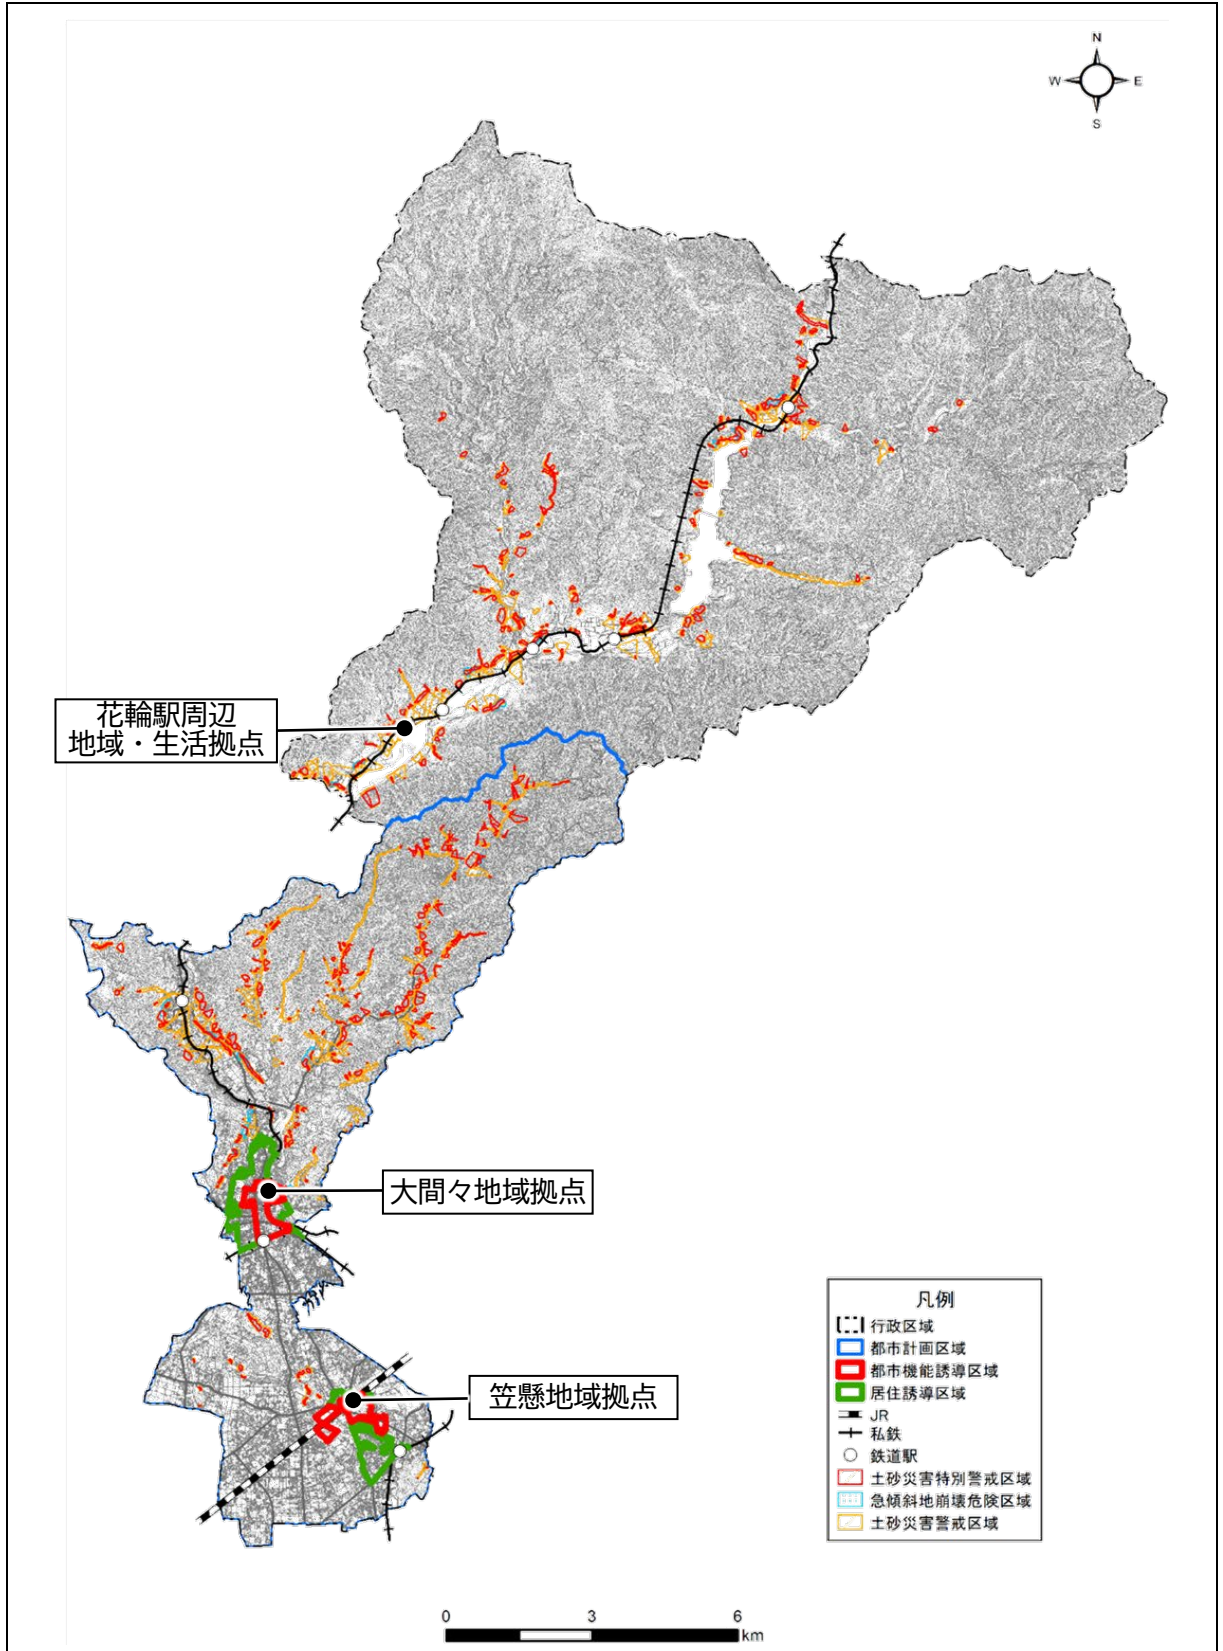 N
W
E
S
花輪駅周辺
地域・生活拠点
大間々地域拠点
笠懸地域拠点
凡例
行政区域
都市計画区域
都市機能誘導区域
居住誘導区域
JR
私鉄
鉄道駅
土砂災害特別警戒区域
急傾斜地崩壊危険区域
土砂災害警戒区域
0 3 6
km